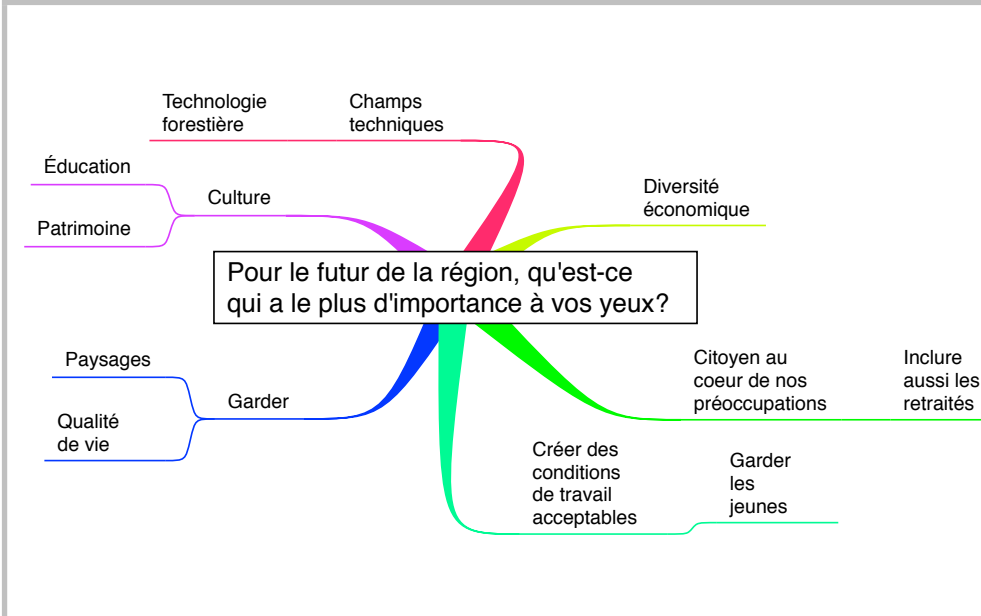 Technologie
forestière
Champs
techniques
Éducation
Culture
Patrimoine
Diversité
économique
Pour le futur de la région, qu'est-ce
qui a le plus d'importance à vos yeux?
Paysages
Garder
Qualité
de vie
Citoyen au
coeur de nos
préoccupations
Inclure
aussi les
retraités
Créer des
conditions
de travail
acceptables
Garder
les
jeunes